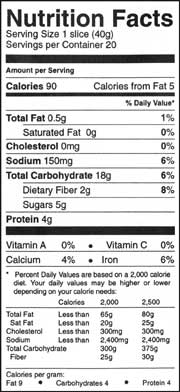 Nutrition Facts
Serving Size 1 slice (40g)
Servings per Container 20
Amount per Serving
Calories 90 Calories from Fat 5
% Daily Value*
Total Fat 0.5g 1%
Saturated Fat 0g 0%
Cholesterol 0mg 0%
Sodium 150mg 6%
Total Carbohydrate 18g 6%
Dietary Fiber 2g 8%
Sugars 5g
Protein 4g
Vitamin A 0% • Vitamin C 0%
Calcium 4% • Iron 6%
* Percent Daily Values are based on a 2,000 calorie
diet. Your daily values may be higher or lower
depending on your calorie needs:
Calories 2,000 2,500
Total Fat Less than 65g 80g
Sat Fat Less than 20g 25g
Cholesterol Less than 300mg 300mg
Sodium Less than 2,400mg 2,400mg
Total Carbohydrate 300g 375g
Fiber 25g 30g
Calories per gram:
Fat 9 • Carbohydrates 4 • Protein 4